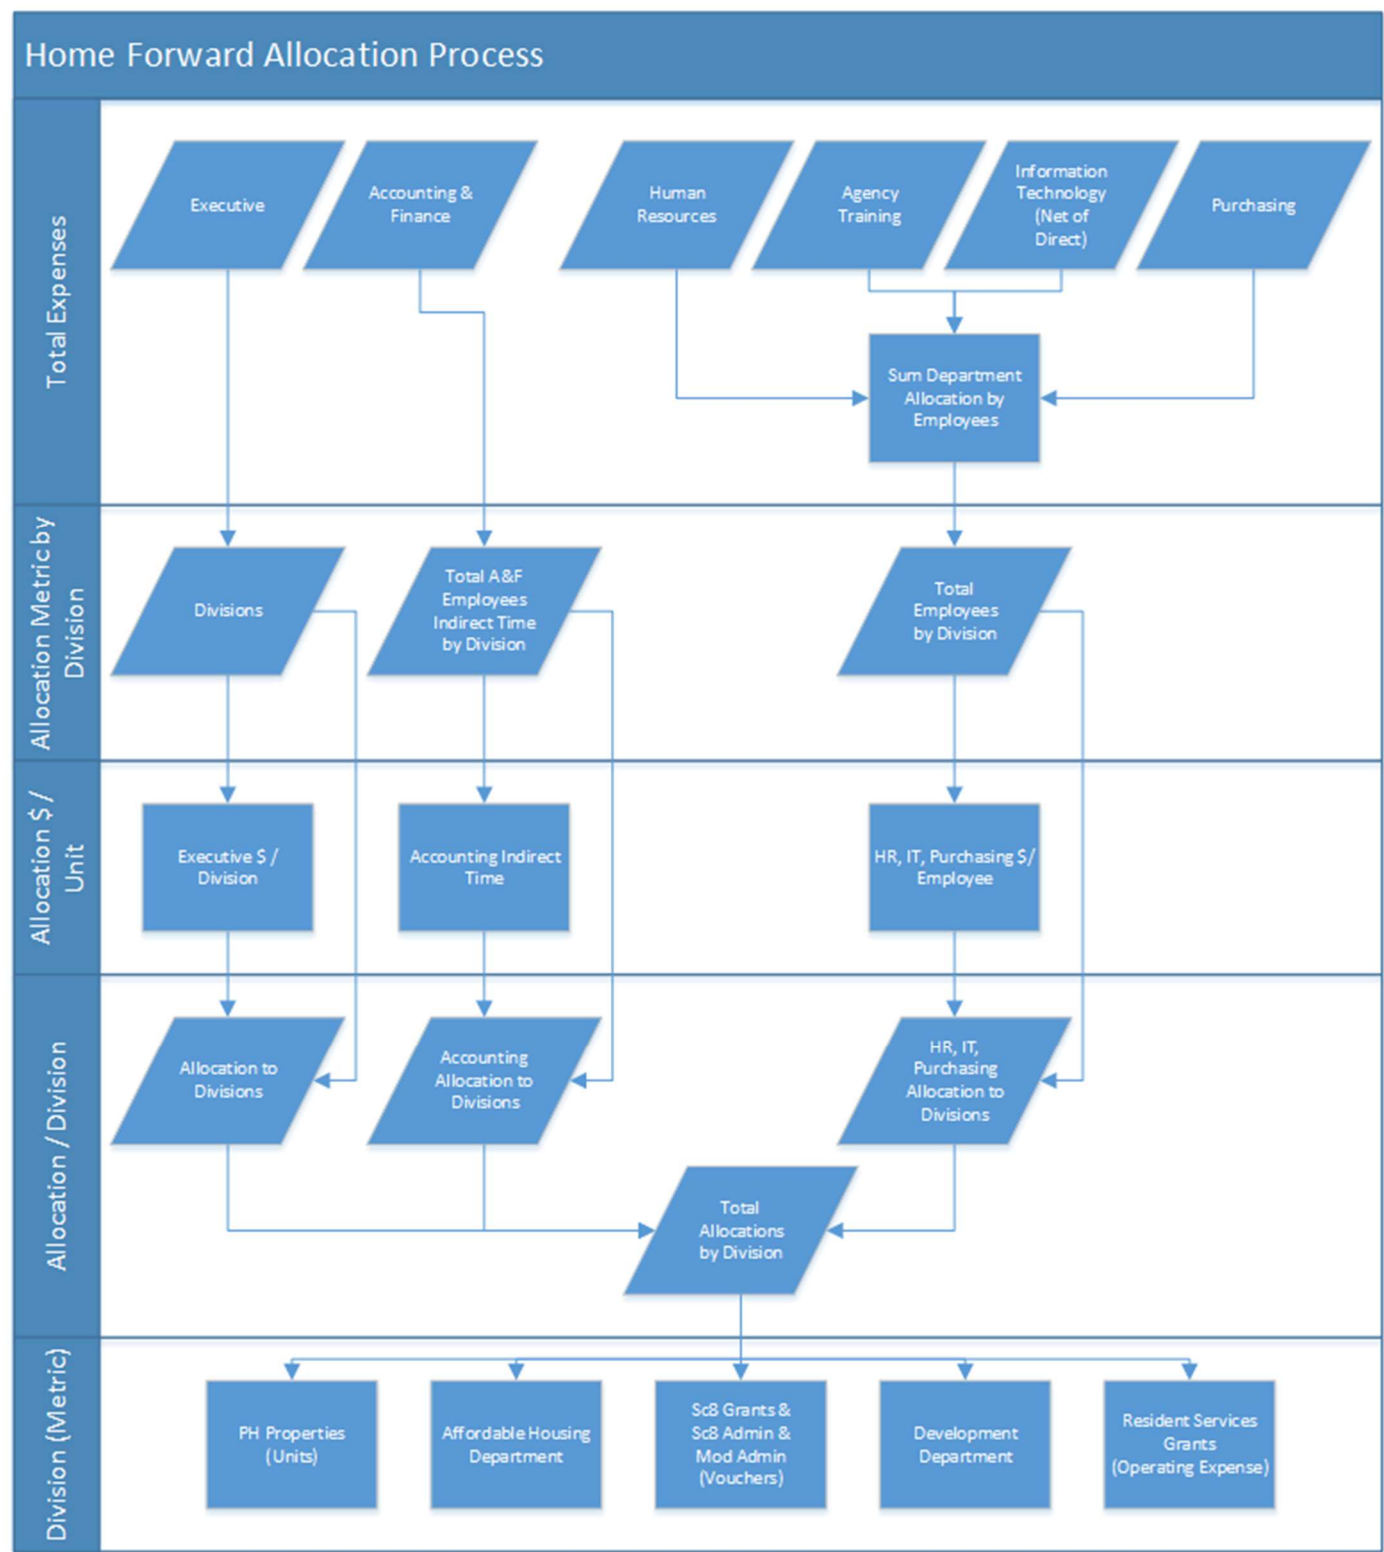 Home Forward Allocation Process
Total Expenses
Executive
Accounting &
Finance
Human
Resources
Agency
Training
Information
Technology
(Net of
Direct)
Purchasing
Sum Department
Allocation by
Employees
Allocation Metric by
Division
Divisions
Total A&F
Employees
Indirect Time
by Division
Total
Employees
by Division
Allocation $ /
Unit
Executive $ /
Division
Accounting Indirect
Time
HR, IT, Purchasing $/
Employee
Allocation / Division
Allocation to
Divisions
Accounting
Allocation to
Divisions
HR, IT,
Purchasing
Allocation to
Divisions
Total
Allocations
by Division
Division (Metric)
PH Properties
(Units)
Affordable Housing
Department
Sc8 Grants &
Sc8 Admin &
Mod Admin
(Vouchers)
Development
Department
Resident Services
Grants
(Operating Expense)